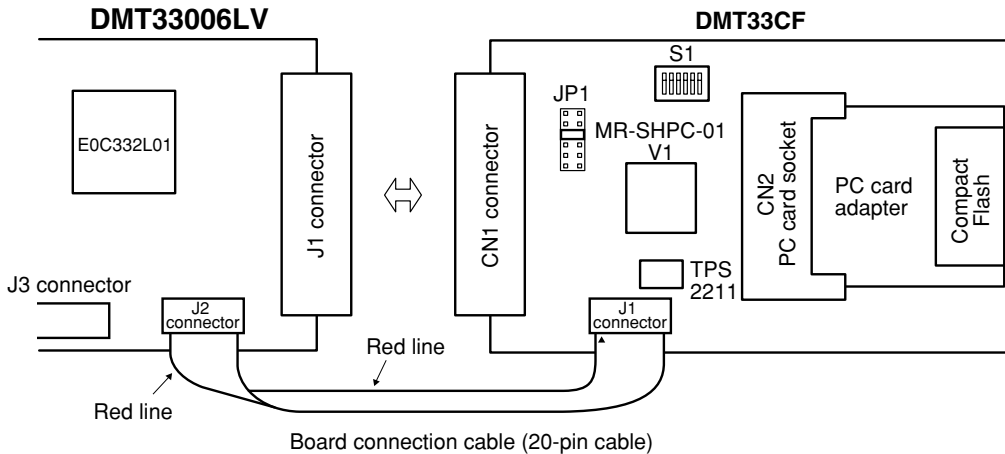 DMT33006LV
DMT33CF
S1
JP1
MR-SHPC-01
V1
E0C332L01
J1 connector
CN1 connector
CN2
PC card socket
PC card
adapter
Compact
Flash
TPS
2211
J3 connector
J2
connector
J1
connector
Red line
Red line
Board connection cable (20-pin cable)